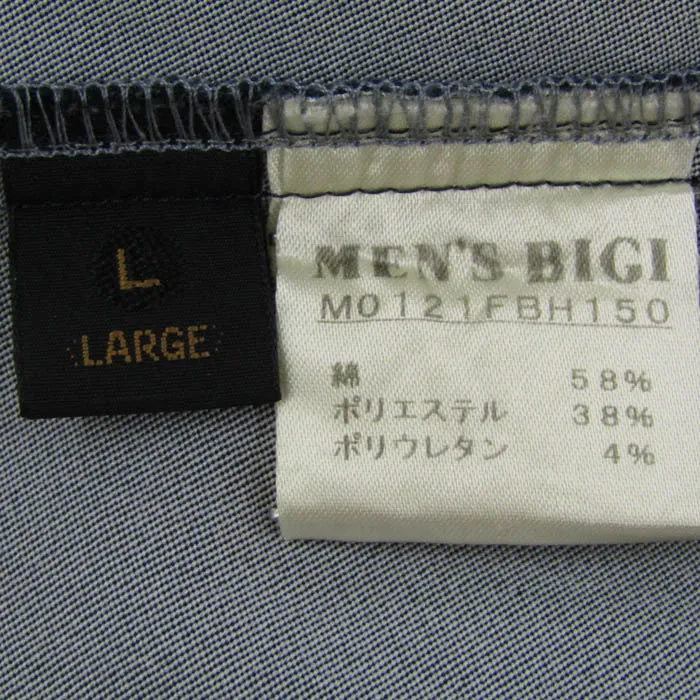 L
LARGE
MEN'S BIGI
M0121FBH150
綿 58%
ポリエステル 38%
ポリウレタン 4%